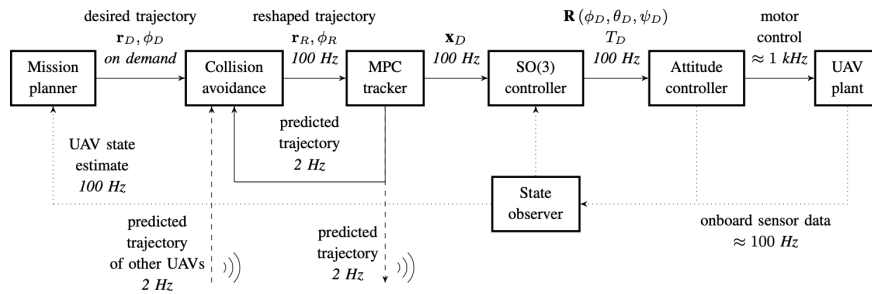 desired trajectory
𝐫_D, ϕ_D
on demand
reshaped trajectory
𝐫_R, ϕ_R
100 Hz
𝐱_D
100 Hz
𝐑 (ϕ_D, θ_D, ψ_D)
T_D
100 Hz
motor
control
≈ 1 kHz
Mission
planner
Collision
avoidance
MPC
tracker
SO(3)
controller
Attitude
controller
UAV
plant
UAV state
estimate
100 Hz
predicted
trajectory
2 Hz
State
observer
onboard sensor data
≈ 100 Hz
predicted
trajectory
of other UAVs
2 Hz
predicted
trajectory
2 Hz